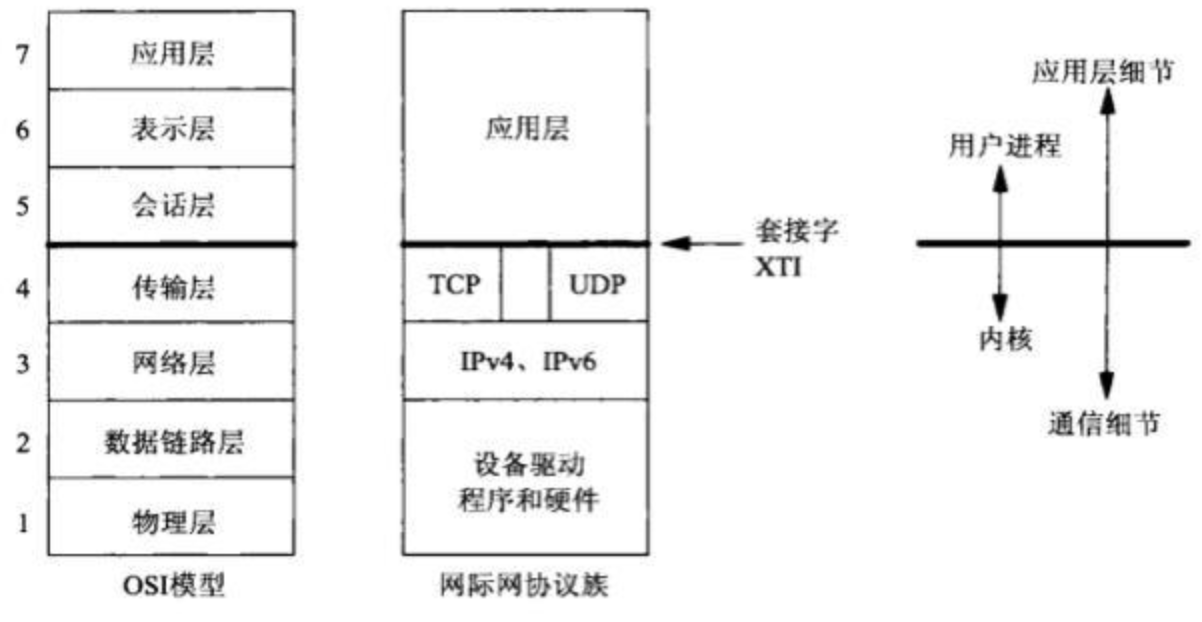 7
应用层
6
表示层
5
会话层
4
传输层
3
网络层
2
数据链路层
1
物理层
OSI模型
应用层
TCP
UDP
IPv4、IPv6
设备驱动
程序和硬件
网际网协议族
套接字
XTI
应用层细节
用户进程
内核
通信细节